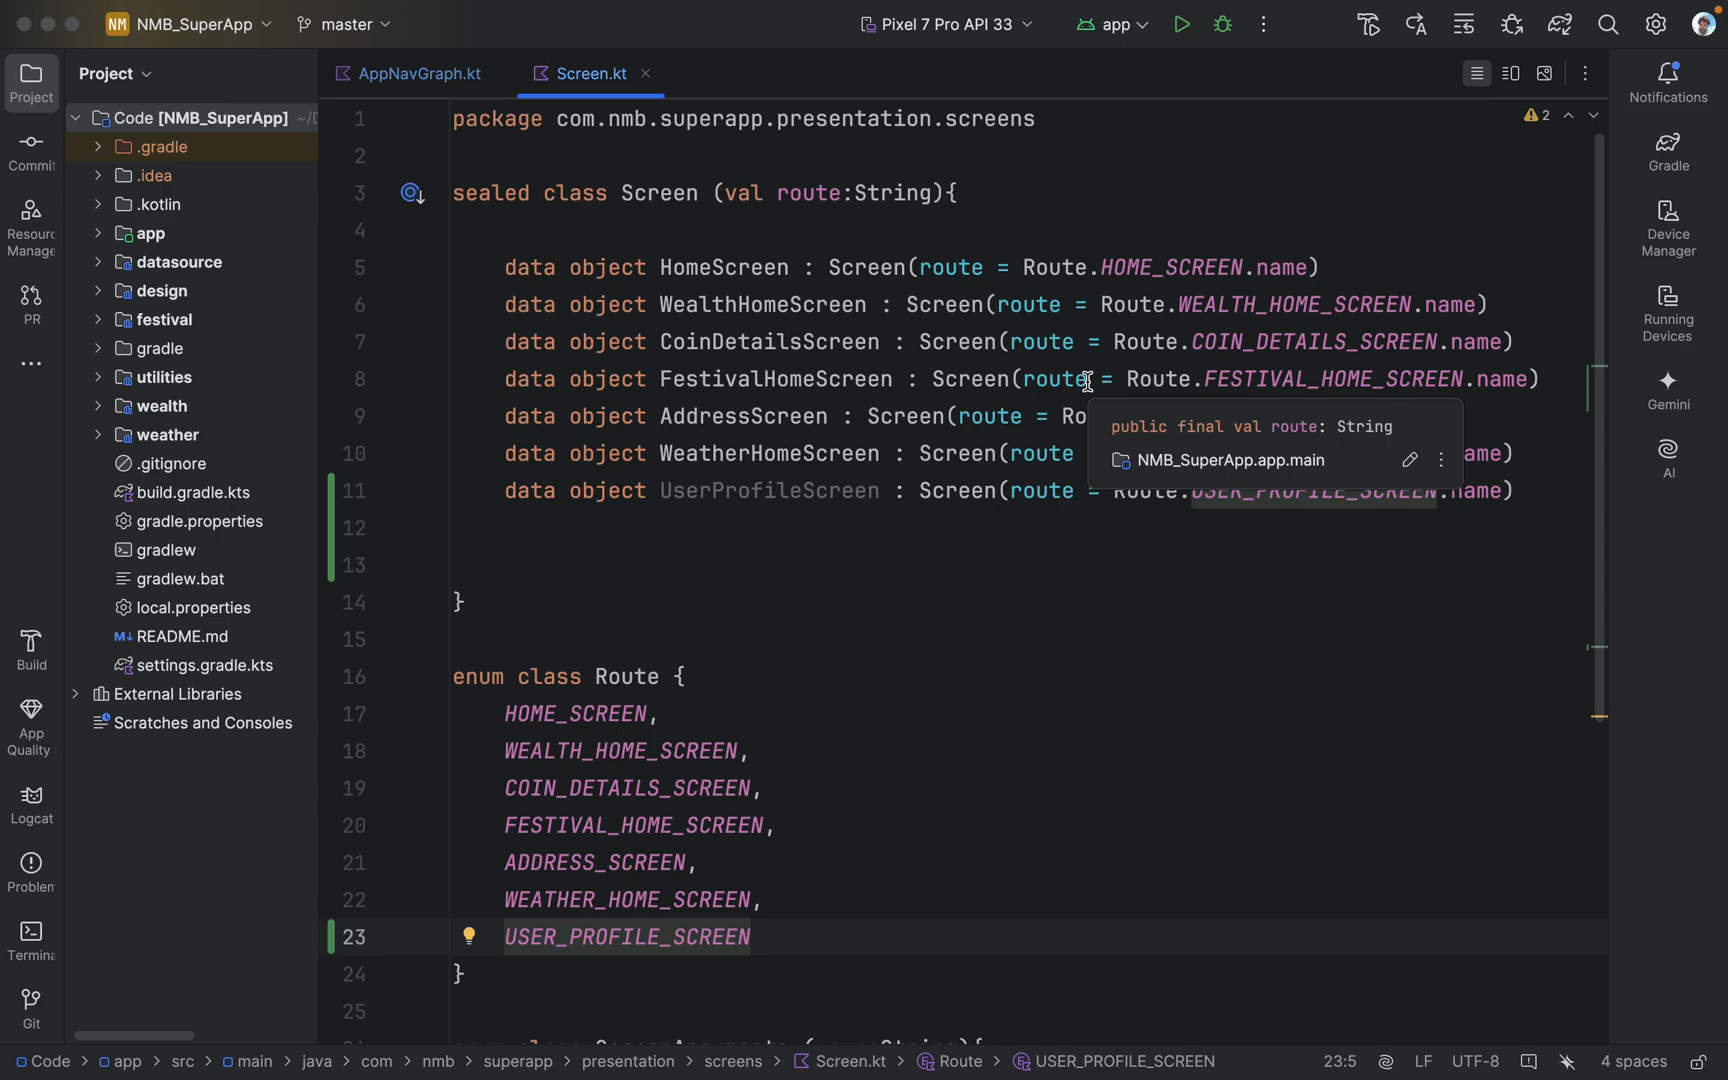 NM NMB_SuperApp
master
Pixel 7 Pro API 33
app
Project
Commit
Resourc
Manage
PR
Build
App
Quality
Logcat
Problem
Termina
Git
Project
Code [NMB_SuperApp] ~/D
.gradle
.idea
.kotlin
app
datasource
design
festival
gradle
utilities
wealth
weather
.gitignore
build.gradle.kts
gradle.properties
gradlew
gradlew.bat
local.properties
M↓ README.md
settings.gradle.kts
External Libraries
Scratches and Consoles
AppNavGraph.kt
Screen.kt
2
1 package com.nmb.superapp.presentation.screens
2
3 sealed class Screen (val route:String){
4
5 data object HomeScreen : Screen(route = Route.HOME_SCREEN.name)
6 data object WealthHomeScreen : Screen(route = Route.WEALTH_HOME_SCREEN.name)
7 data object CoinDetailsScreen : Screen(route = Route.COIN_DETAILS_SCREEN.name)
8 data object FestivalHomeScreen : Screen(route = Route.FESTIVAL_HOME_SCREEN.name)
9 data object AddressScreen : Screen(route = Ro
10 data object WeatherHomeScreen : Screen(route ame)
11 data object UserProfileScreen : Screen(route = Route.USER_PROFILE_SCREEN.name)
12
13
14 }
15
16 enum class Route {
17 HOME_SCREEN,
18 WEALTH_HOME_SCREEN,
19 COIN_DETAILS_SCREEN,
20 FESTIVAL_HOME_SCREEN,
21 ADDRESS_SCREEN,
22 WEATHER_HOME_SCREEN,
23 USER_PROFILE_SCREEN
24 }
25
public final val route: String
NMB_SuperApp.app.main
Notifications
Gradle
Device
Manager
Running
Devices
Gemini
AI
Code > app > src > main > java > com > nmb > superapp > presentation > screens > Screen.kt > Route > USER_PROFILE_SCREEN
23:5 LF UTF-8 4 spaces